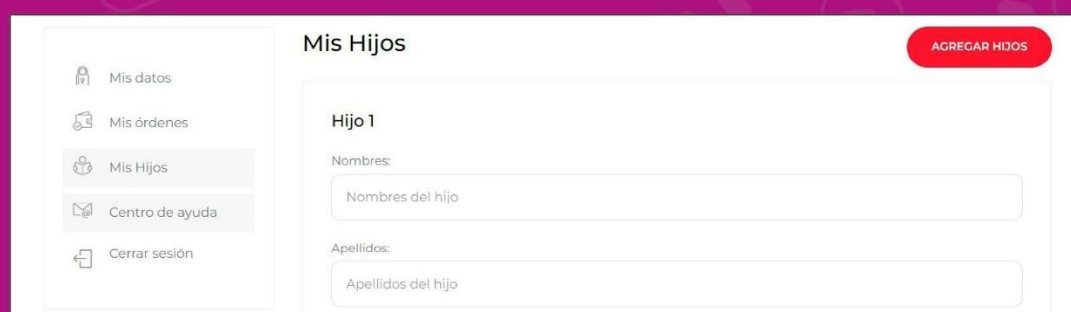 Mis datos
Mis órdenes
Mis Hijos
Centro de ayuda
Cerrar sesión
Mis Hijos
AGREGAR HIJOS
Hijo 1
Nombres:
Nombres del hijo
Apellidos:
Apellidos del hijo